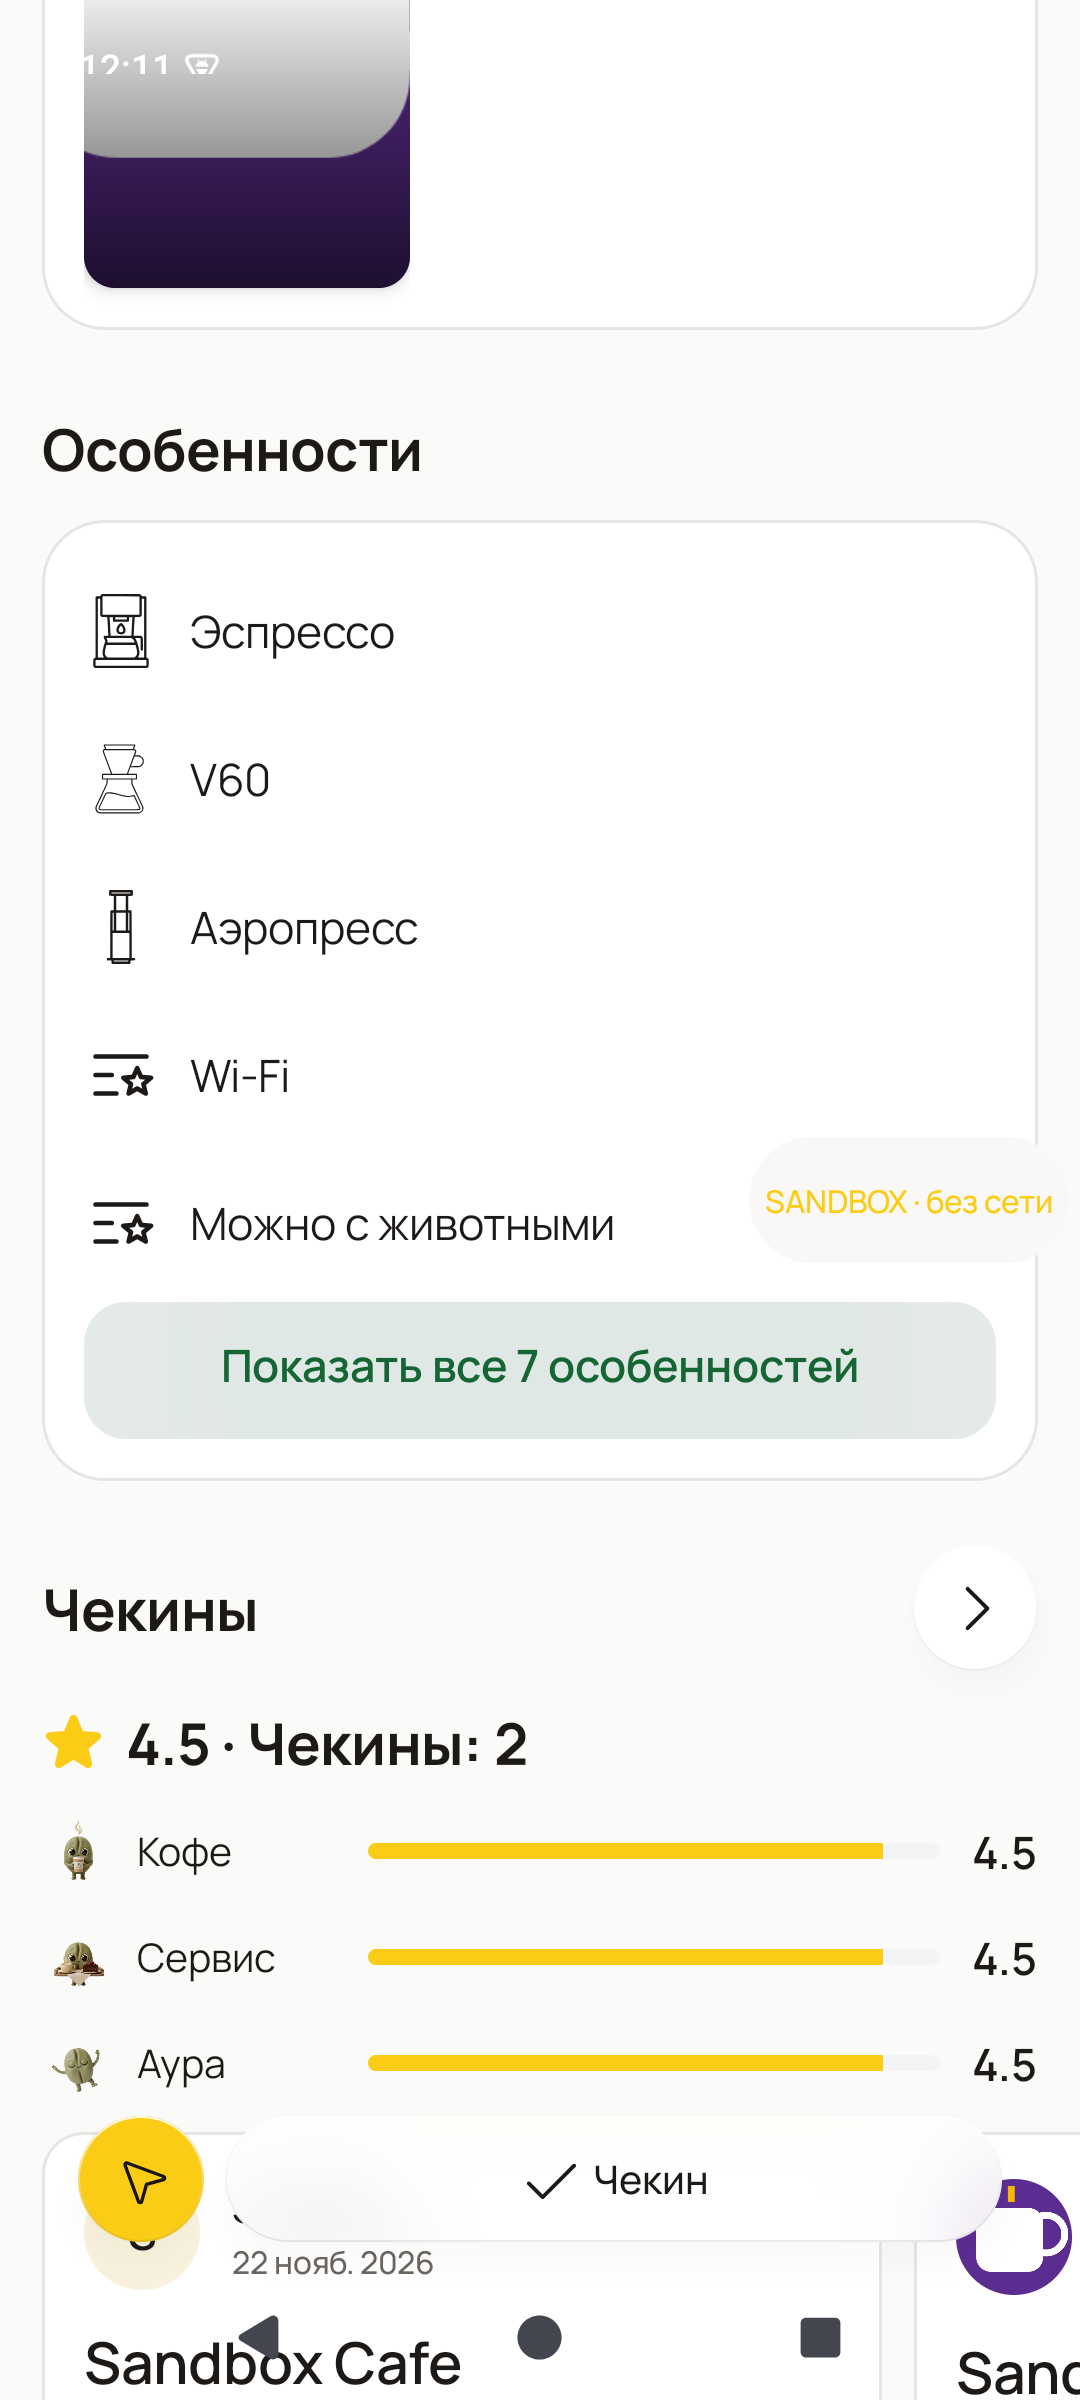 12:11
Особенности
Эспрессо
V60
Аэропресс
Wi-Fi
SANDBOX · без сети
Можно с животными
Показать все 7 особенностей
Чекины
4.5 · Чекины: 2
Кофе 4.5
Сервис 4.5
Аура 4.5
Чекин
22 нояб. 2026
Sandbox Cafe
Sand